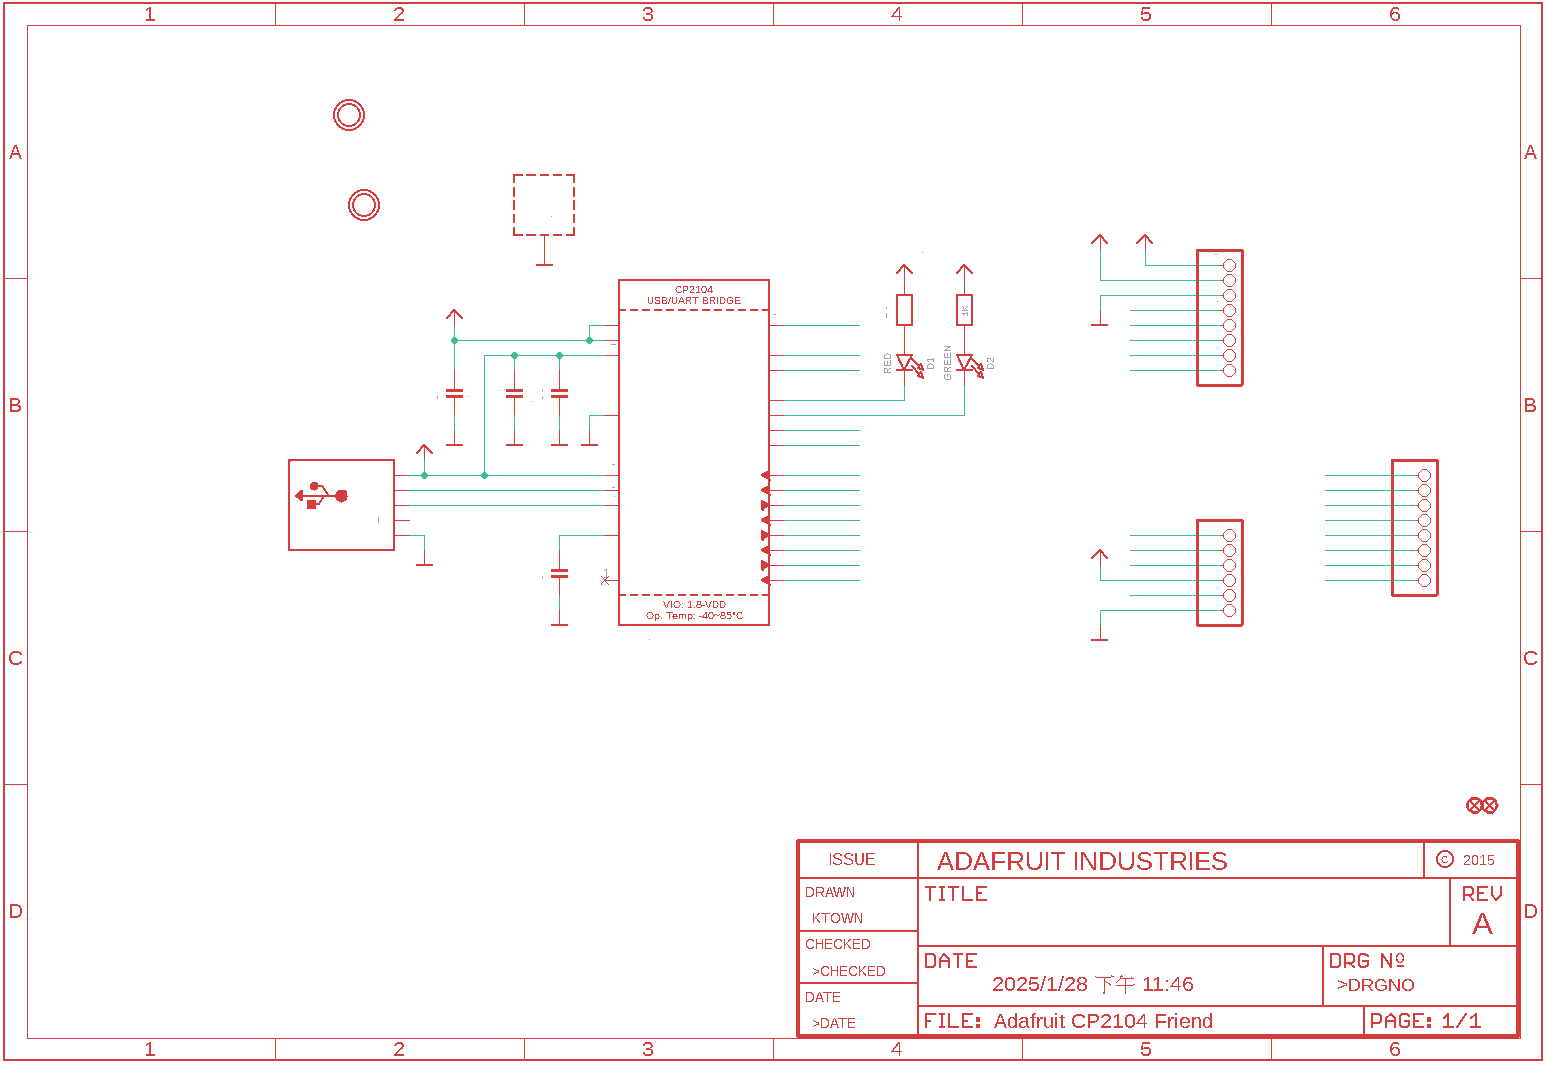 1 2 3 4 5 6
A A
CP2104
USB/UART BRIDGE
1K
RED
D1
GREEN
D2
B B
1
VIO: 1.8-VDD
Op. Temp: -40~85°C
C C
ISSUE
ADAFRUIT INDUSTRIES
© 2015
DRAWN
KTOWN
TITLE
REV
A
D D
CHECKED
>CHECKED
DATE
2025/1/28 下午 11:46
DRG Nº
>DRGNO
DATE
>DATE
FILE: Adafruit CP2104 Friend
PAGE: 1/1
1 2 3 4 5 6